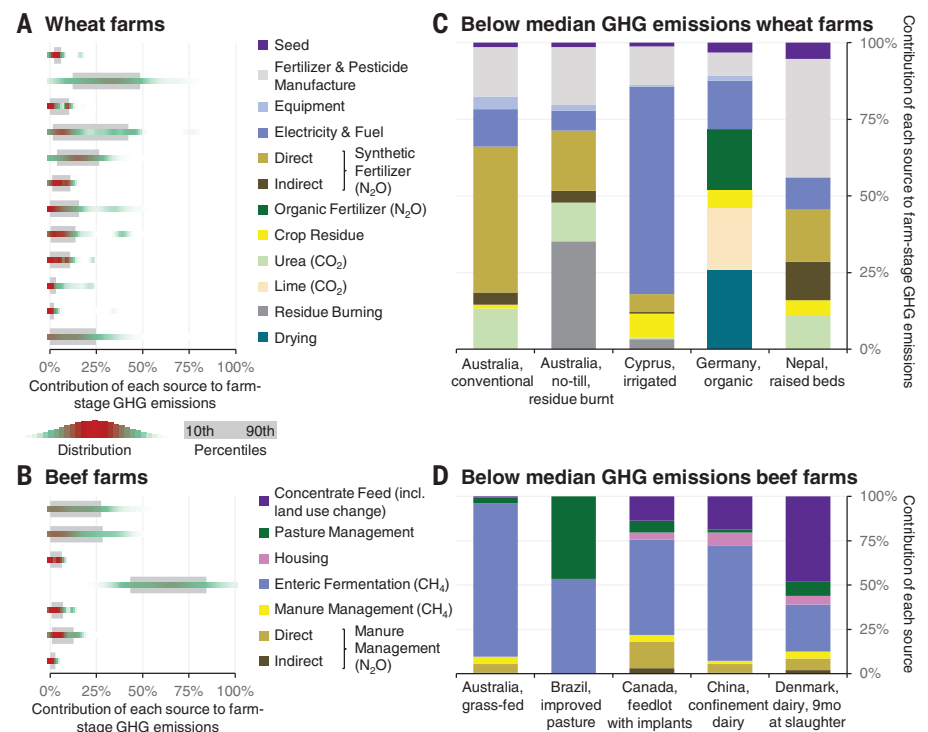 A Wheat farms
Seed
Fertilizer & Pesticide
Manufacture
Equipment
Electricity & Fuel
Direct
Indirect
Synthetic
Fertilizer
(N₂O)
Organic Fertilizer (N₂O)
Crop Residue
Urea (CO₂)
Lime (CO₂)
Residue Burning
Drying
0% 25% 50% 75% 100%
Contribution of each source to farm-
stage GHG emissions
Distribution
10th 90th
Percentiles
C Below median GHG emissions wheat farms
100%
75%
50%
25%
0%
Contribution of each source to farm-stage GHG emissions
Australia,
conventional
Australia,
no-till,
residue burnt
Cyprus,
irrigated
Germany,
organic
Nepal,
raised beds
B Beef farms
Concentrate Feed (incl.
land use change)
Pasture Management
Housing
Enteric Fermentation (CH₄)
Manure Management (CH₄)
Direct
Indirect
Manure
Management
(N₂O)
0% 25% 50% 75% 100%
Contribution of each source to farm-
stage GHG emissions
D Below median GHG emissions beef farms
100%
75%
50%
25%
0%
Contribution of each source
Australia,
grass-fed
Brazil,
improved
pasture
Canada,
feedlot
with implants
China,
confinement
dairy
Denmark,
dairy, 9mo
at slaughter